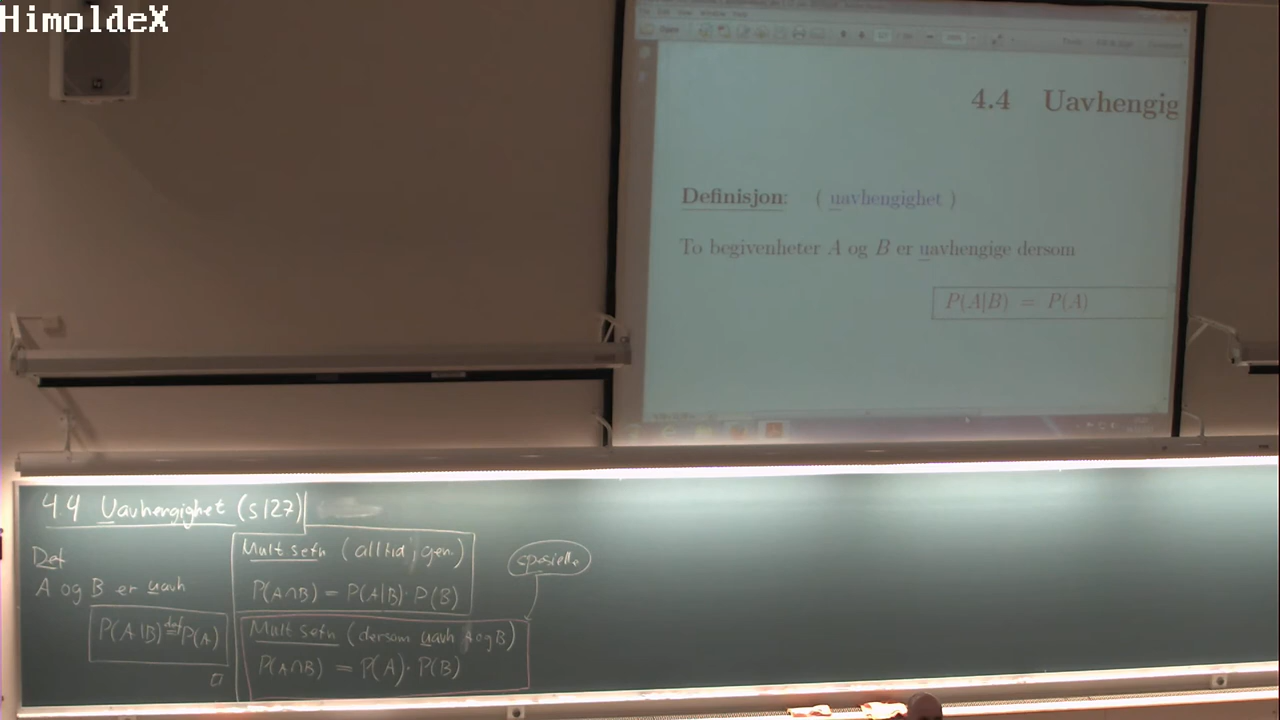 HimoldeX
4.4 Uavhengig
Definisjon: ( uavhengighet )
To begivenheter A og B er uavhengige dersom
P(A|B) = P(A)
4.4 Uavhengighet (s 127)
Def
A og B er uavh
P(A|B) def= P(A)
Mult setn (alltid, gen.)
P(A∩B) = P(A|B)· P(B)
spesielle
Mult setn (dersom uavh A og B)
P(A∩B) = P(A)· P(B)